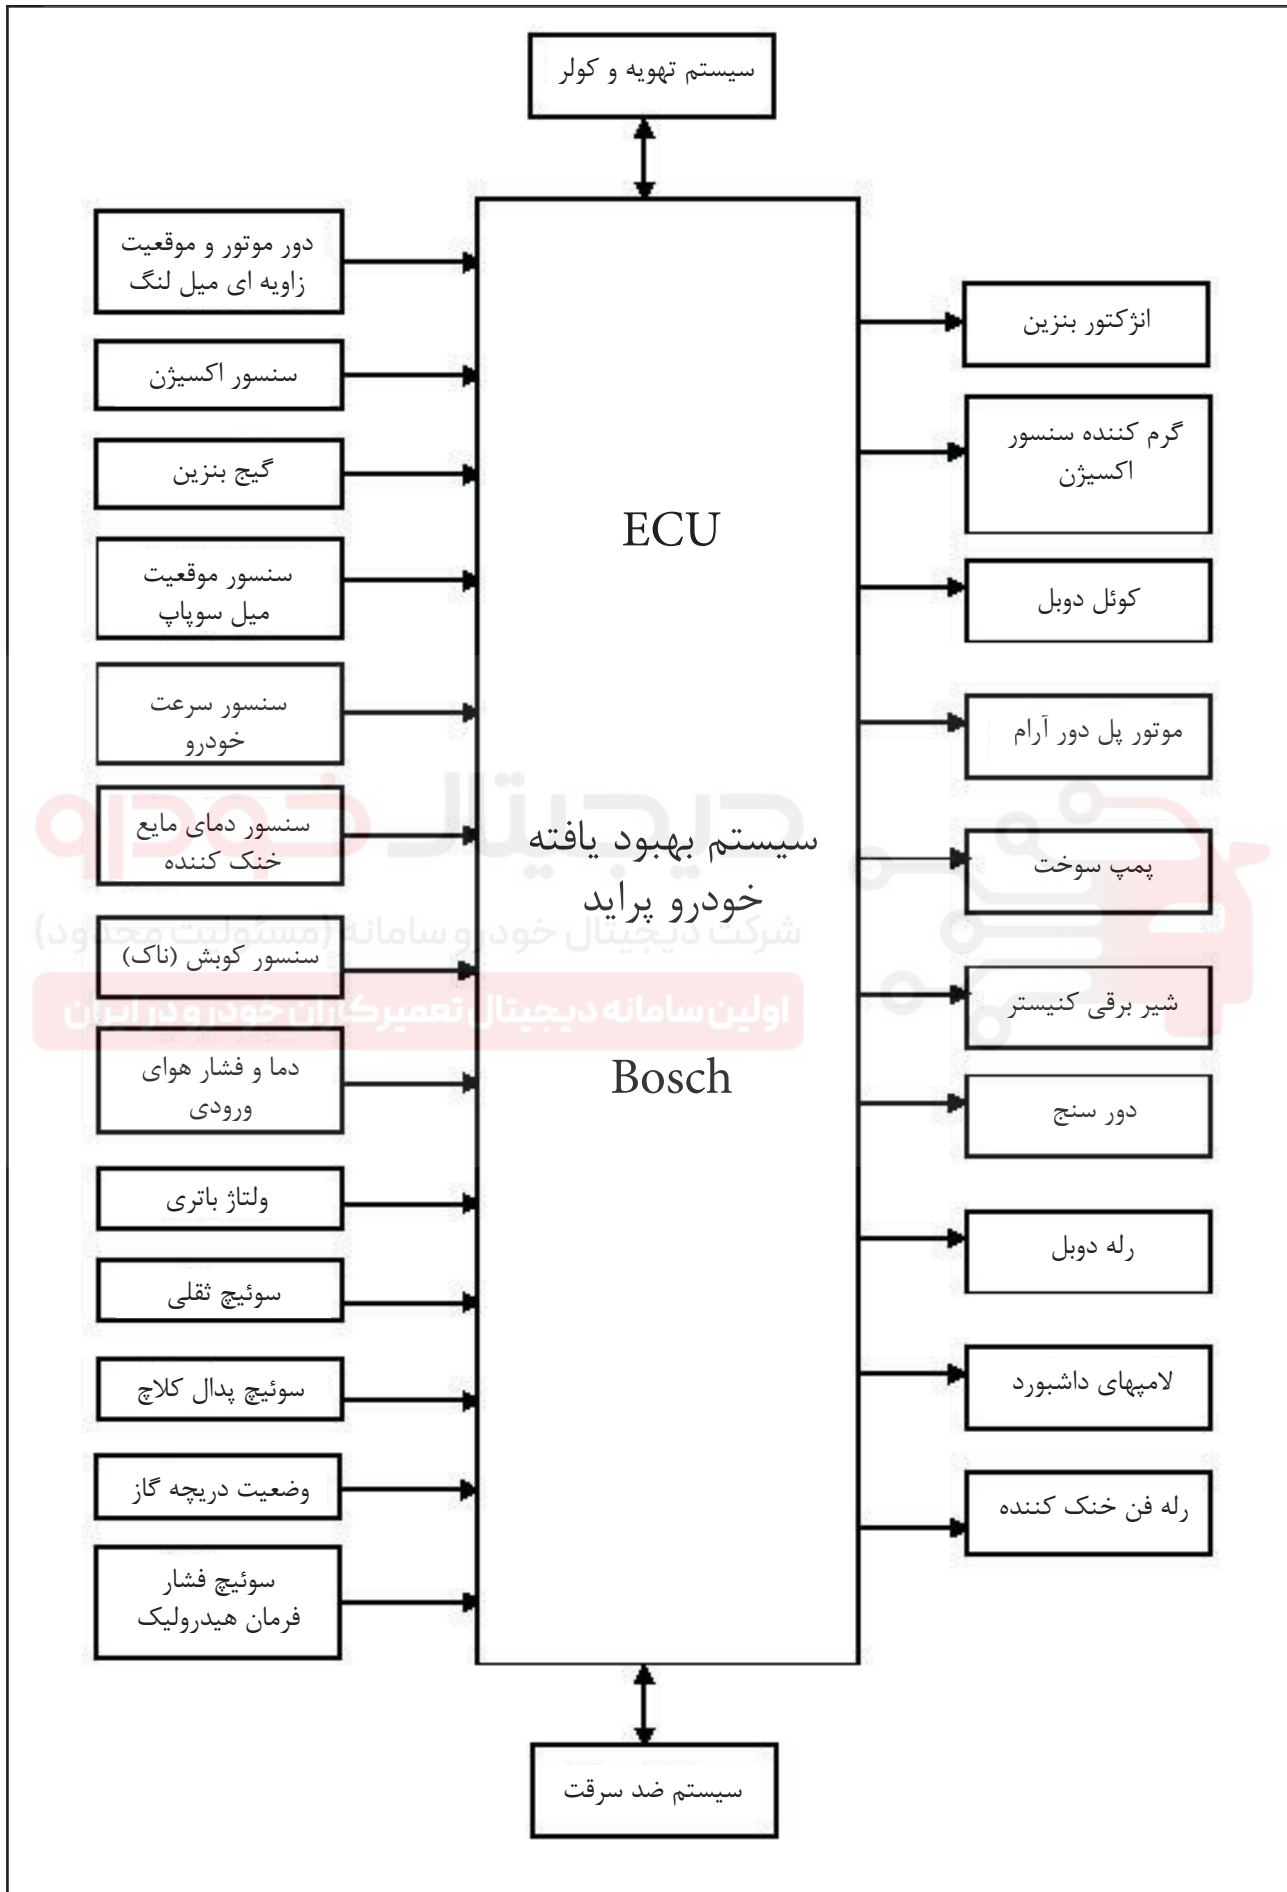 سیستم تهویه و کولر
دور موتور و موقعیت
زاویه ای میل لنگ
سنسور اکسیژن
گیج بنزین
سنسور موقعیت
میل سوپاپ
سنسور سرعت
خودرو
سنسور دمای مایع
خنک کننده
سنسور کوبش (ناک)
دما و فشار هوای
ورودی
ولتاژ باتری
سوئیچ ثقلی
سوئیچ پدال کلاچ
وضعیت دریچه گاز
سوئیچ فشار
فرمان هیدرولیک
ECU
سیستم بهبود یافته
خودرو پراید
Bosch
انژکتور بنزین
گرم کننده سنسور
اکسیژن
کوئل دوبل
موتور پل دور آرام
پمپ سوخت
شیر برقی کنیستر
دور سنج
رله دوبل
لامپهای داشبورد
رله فن خنک کننده
سیستم ضد سرقت
دیجیتال خودرو
شرکت دیجیتال خودرو سامانه (مسئولیت محدود)
اولین سامانه دیجیتال تعمیرکاران خودرو در ایران